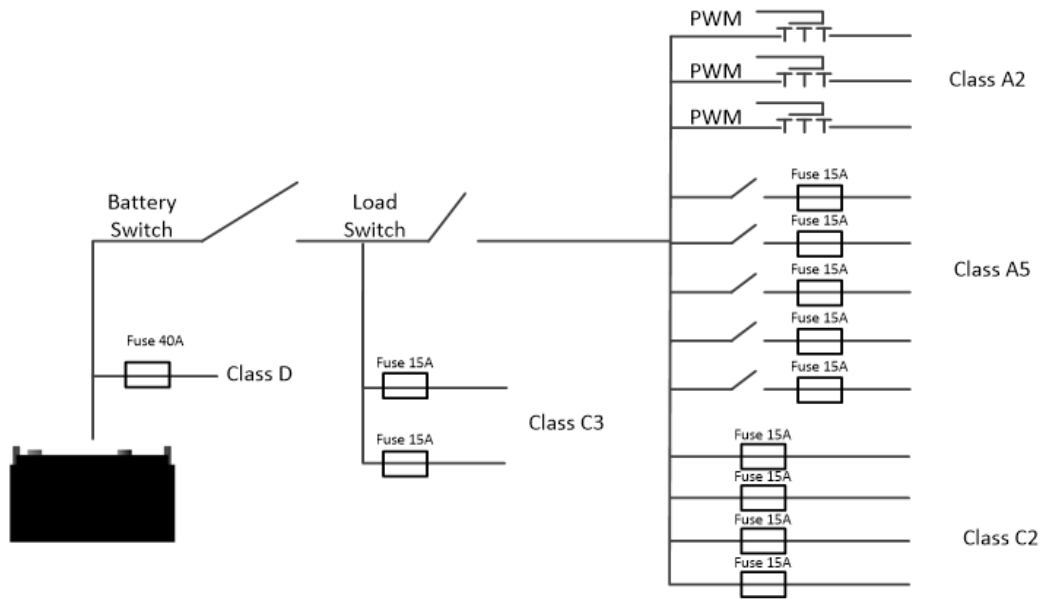 PWM
PWM
Class A2
PWM
Fuse 15A
Battery
Switch
Load
Switch
Fuse 15A
Fuse 15A
Class A5
Fuse 15A
Fuse 15A
Fuse 40A
Class D
Fuse 15A
Class C3
Fuse 15A
Fuse 15A
Fuse 15A
Fuse 15A
Class C2
Fuse 15A